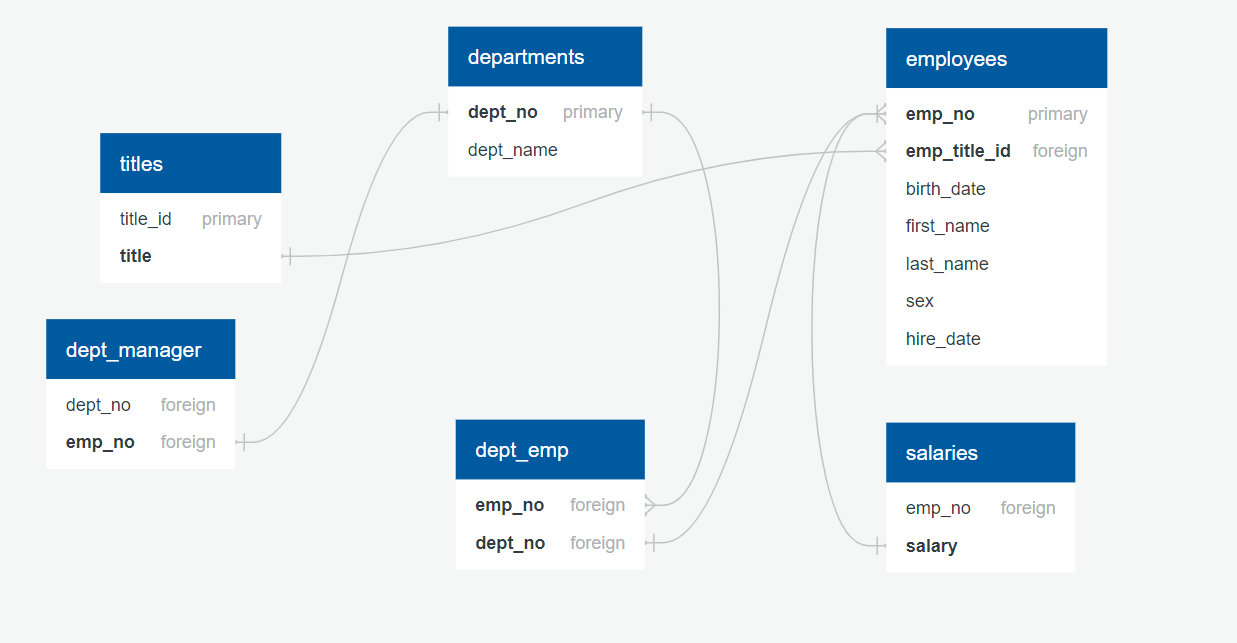 departments
dept_no primary
dept_name
employees
emp_no primary
emp_title_id foreign
birth_date
first_name
last_name
sex
hire_date
titles
title_id primary
title
dept_manager
dept_no foreign
emp_no foreign
dept_emp
emp_no foreign
dept_no foreign
salaries
emp_no foreign
salary